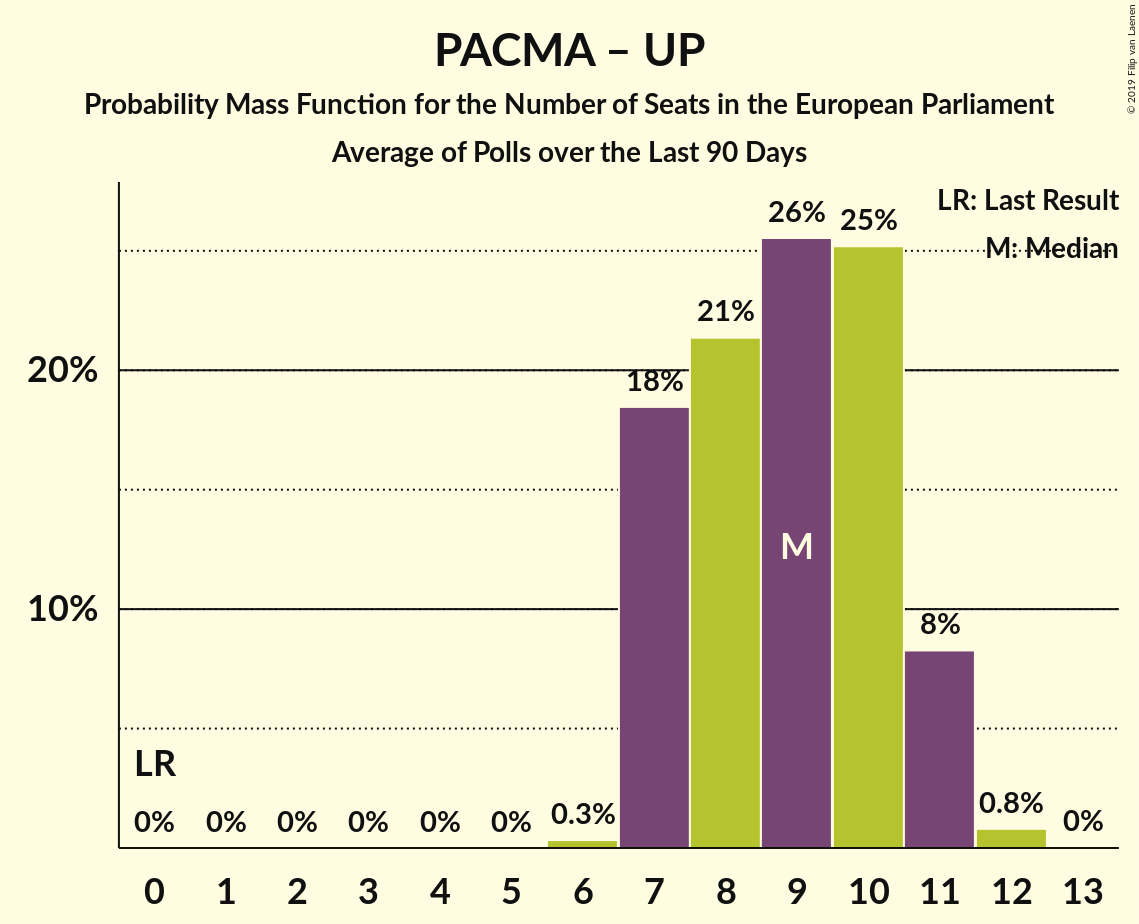 PACMA – UP
Probability Mass Function for the Number of Seats in the European Parliament
Average of Polls over the Last 90 Days
© 2019 Filip van Laenen
LR: Last Result
M: Median
26%
25%
21%
20%
18%
M
10%
8%
LR
0%
0%
0%
0%
0%
0%
0.3%
0.8%
0%
0 1 2 3 4 5 6 7 8 9 10 11 12 13